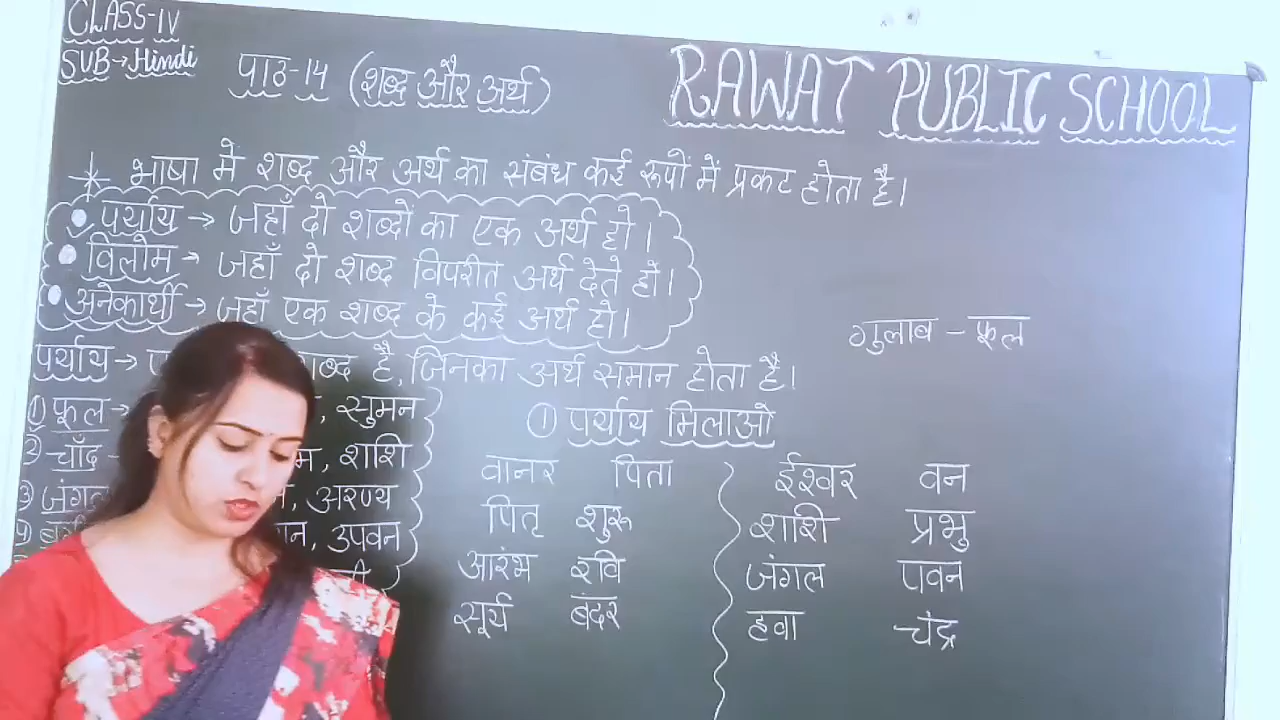 CLASS-IV
SUB→Hindi
पाठ-14 (शब्द और अर्थ)
RAWAT PUBLIC SCHOOL
भाषा मे शब्द और अर्थ का संबंध कई रूपों में प्रकट होता है।
पर्याय → जहाँ दो शब्दों का एक अर्थ हो।
विलोम → जहाँ दो शब्द विपरीत अर्थ देते हों।
अनेकार्थी → जहाँ एक शब्द के कई अर्थ हो।
गुलाब - फूल
पर्याय → शब्द है, जिनका अर्थ समान होता है।
① फूल → , सुमन
② चाँद - , शशि
③ जंगल , अरण्य
, उपवन
① पर्याय मिलाओ
वानर पिता
पितृ शुरू
आरंभ रवि
सूर्य बंदर
ईश्वर वन
शशि प्रभु
जंगल पवन
हवा चंद्र